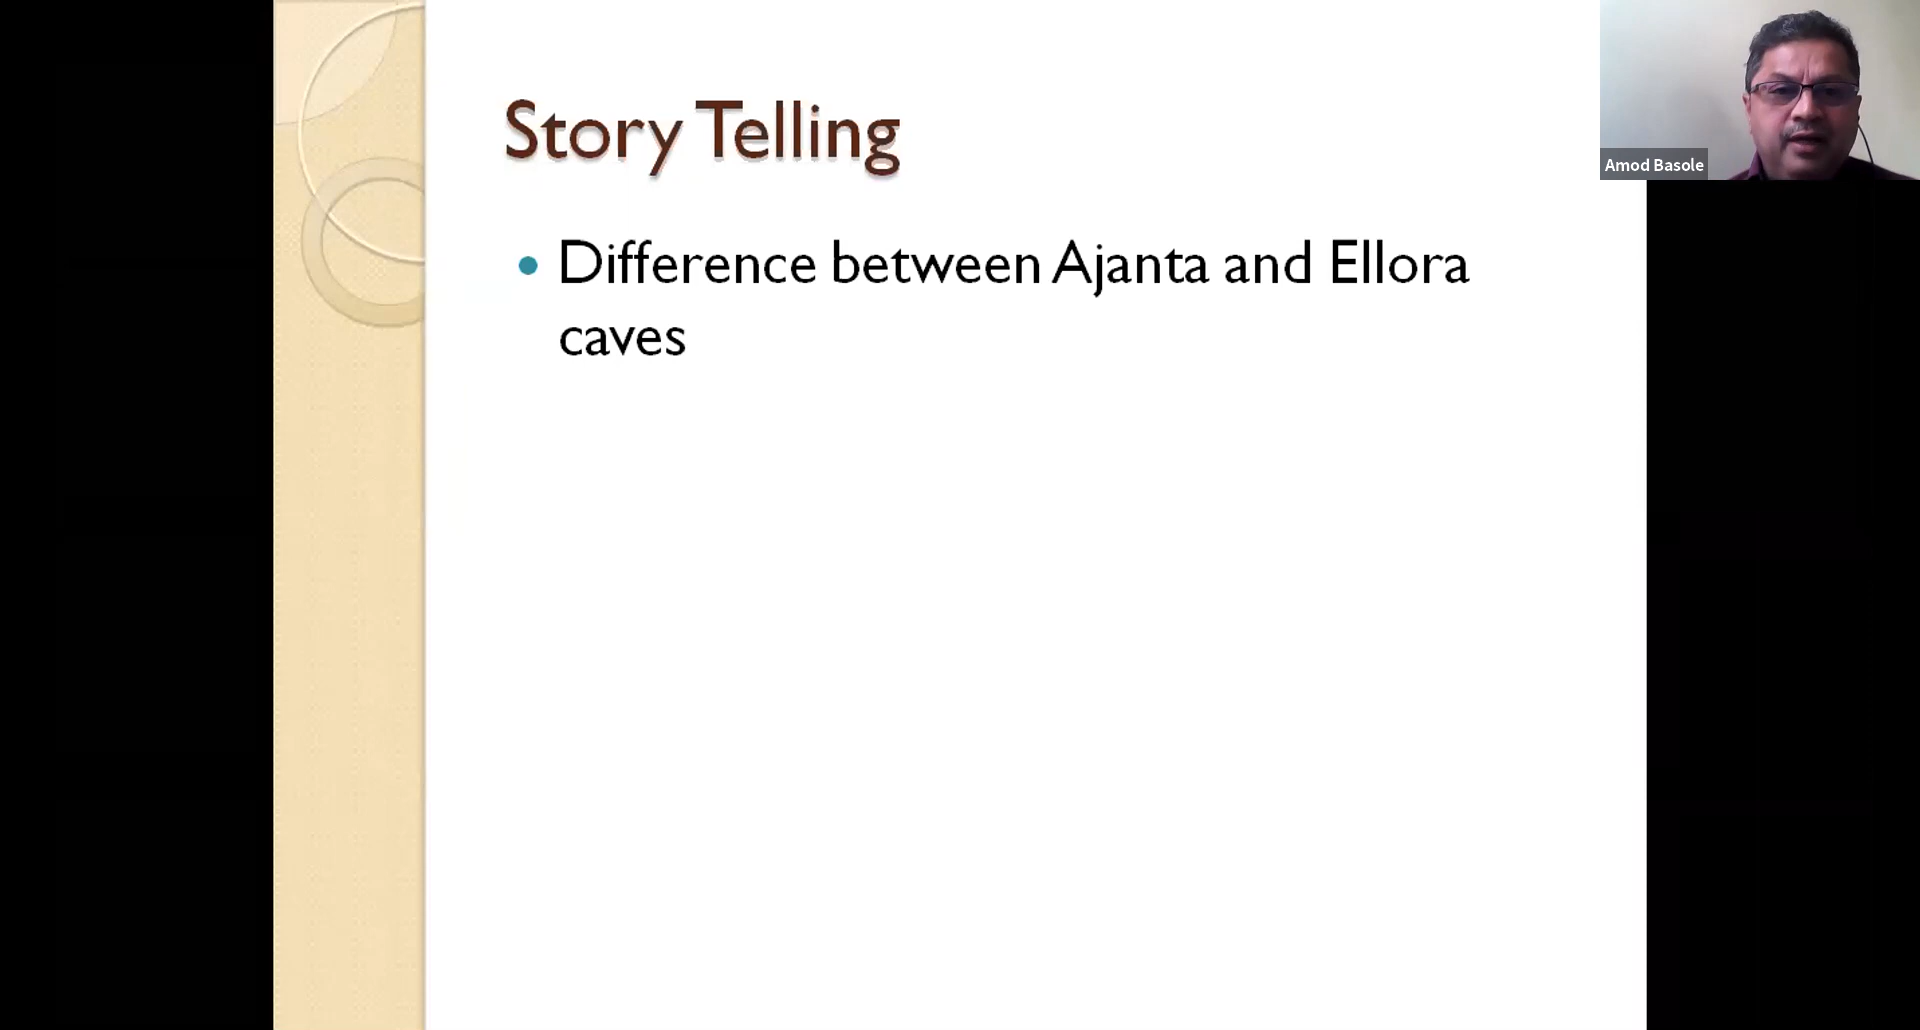 Story Telling
• Difference between Ajanta and Ellora
caves
Amod Basole